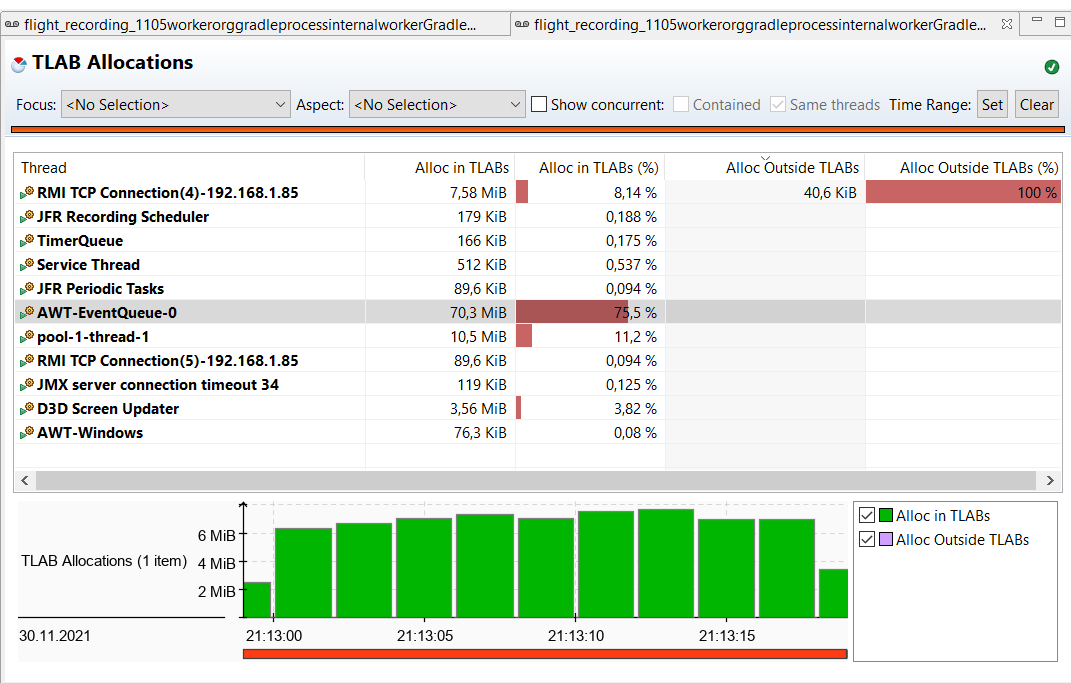 flight_recording_1105workerorggradleprocessinternalworkerGradle... flight_recording_1105workerorggradleprocessinternalworkerGradle...
TLAB Allocations
Focus: <No Selection> Aspect: <No Selection> Show concurrent: Contained Same threads Time Range: Set Clear
Thread Alloc in TLABs Alloc in TLABs (%) Alloc Outside TLABs Alloc Outside TLABs (%)
RMI TCP Connection(4)-192.168.1.85 7,58 MiB 8,14 % 40,6 KiB 100 %
JFR Recording Scheduler 179 KiB 0,188 %
TimerQueue 166 KiB 0,175 %
Service Thread 512 KiB 0,537 %
JFR Periodic Tasks 89,6 KiB 0,094 %
AWT-EventQueue-0 70,3 MiB 75,5 %
pool-1-thread-1 10,5 MiB 11,2 %
RMI TCP Connection(5)-192.168.1.85 89,6 KiB 0,094 %
JMX server connection timeout 34 119 KiB 0,125 %
D3D Screen Updater 3,56 MiB 3,82 %
AWT-Windows 76,3 KiB 0,08 %
6 MiB
TLAB Allocations (1 item) 4 MiB
2 MiB
30.11.2021 21:13:00 21:13:05 21:13:10 21:13:15
Alloc in TLABs
Alloc Outside TLABs